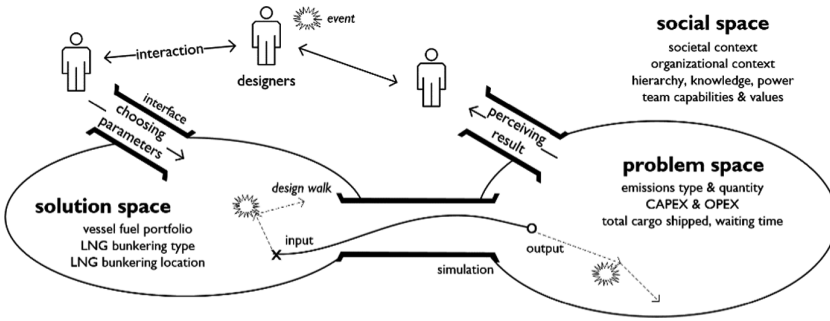 event
interaction
designers
social space
societal context
organizational context
hierarchy, knowledge, power
team capabilities & values
interface
choosing
parameters
perceiving
result
problem space
emissions type & quantity
CAPEX & OPEX
total cargo shipped, waiting time
solution space
vessel fuel portfolio
LNG bunkering type
LNG bunkering location
design walk
input
output
simulation